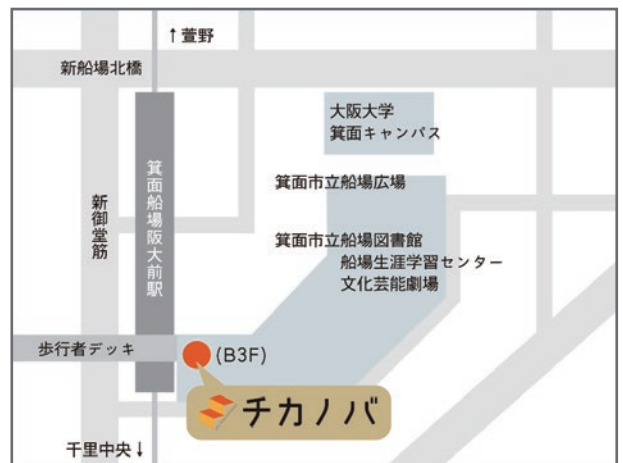 ↑萱野
新船場北橋
大阪大学
箕面キャンパス
箕面船場阪大前駅
新御堂筋
箕面市立船場広場
箕面市立船場図書館
船場生涯学習センター
文化芸能劇場
歩行者デッキ
(B3F)
チカノバ
千里中央↓